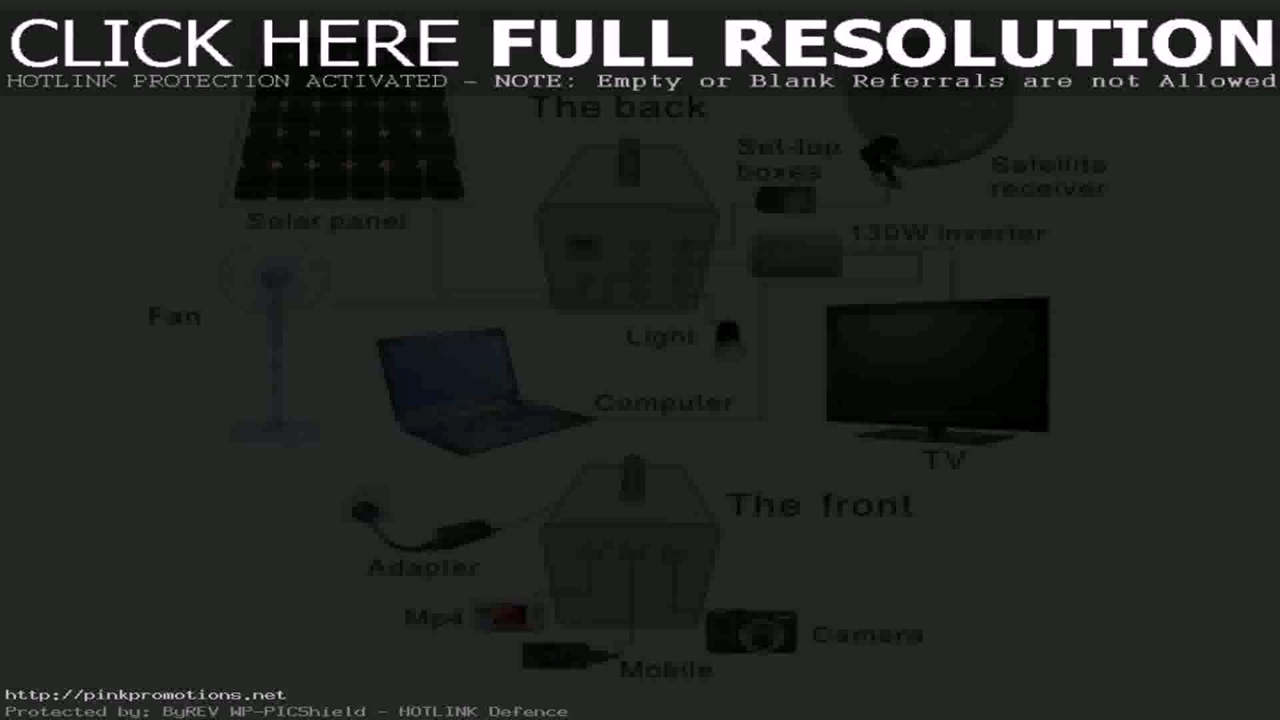 CLICK HERE FULL RESOLUTION
HOTLINK PROTECTION ACTIVATED - NOTE: Empty or Blank Referrals are not Allowed
The back
Set-top
boxes
Satellite
receiver
Solar panel
130W inverter
Fan
Light
Computer
TV
The front
Adapter
Mp4
Camera
Mobile
http://pinkpromotions.net
Protected by: ByREV WP-PICShield - HOTLINK Defence